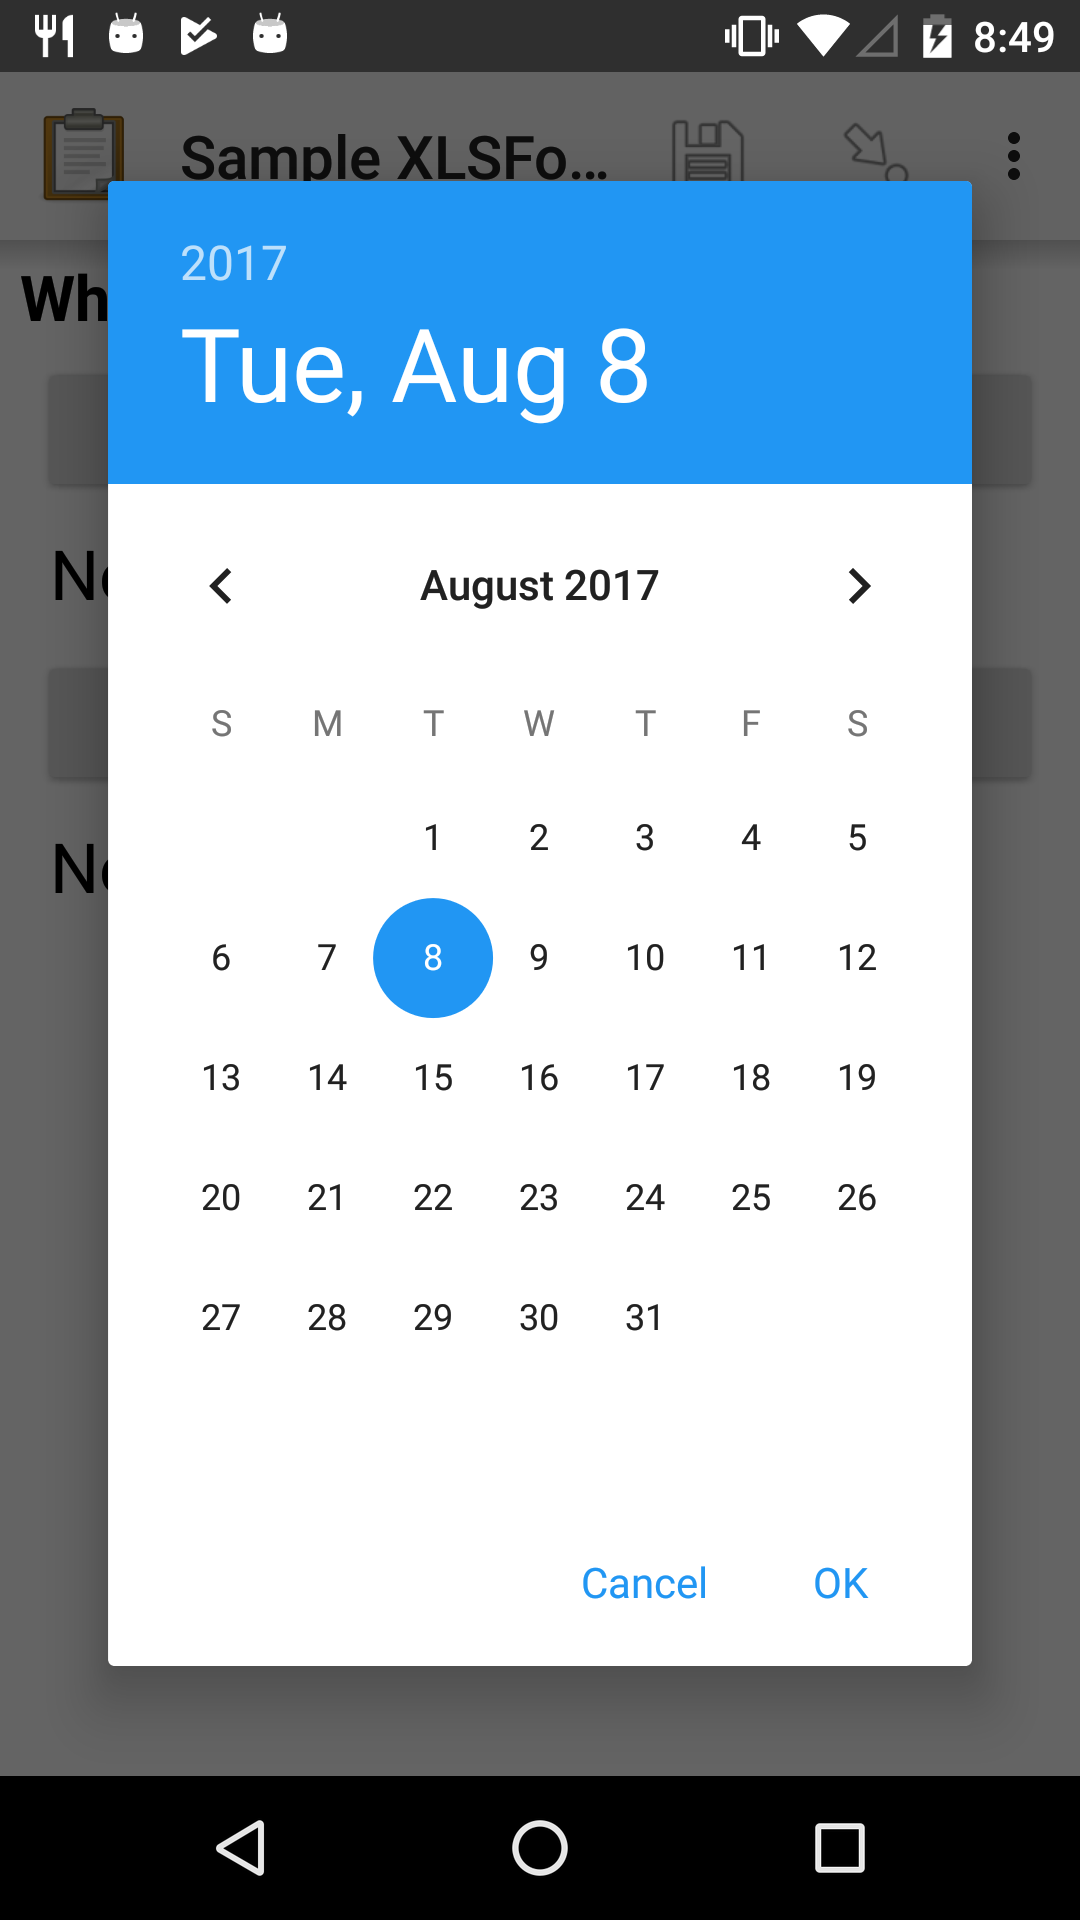 8:49
Sample XLSFo...
Wh
2017
Tue, Aug 8
August 2017
S M T W T F S
1 2 3 4 5
6 7 8 9 10 11 12
13 14 15 16 17 18 19
20 21 22 23 24 25 26
27 28 29 30 31
Cancel OK